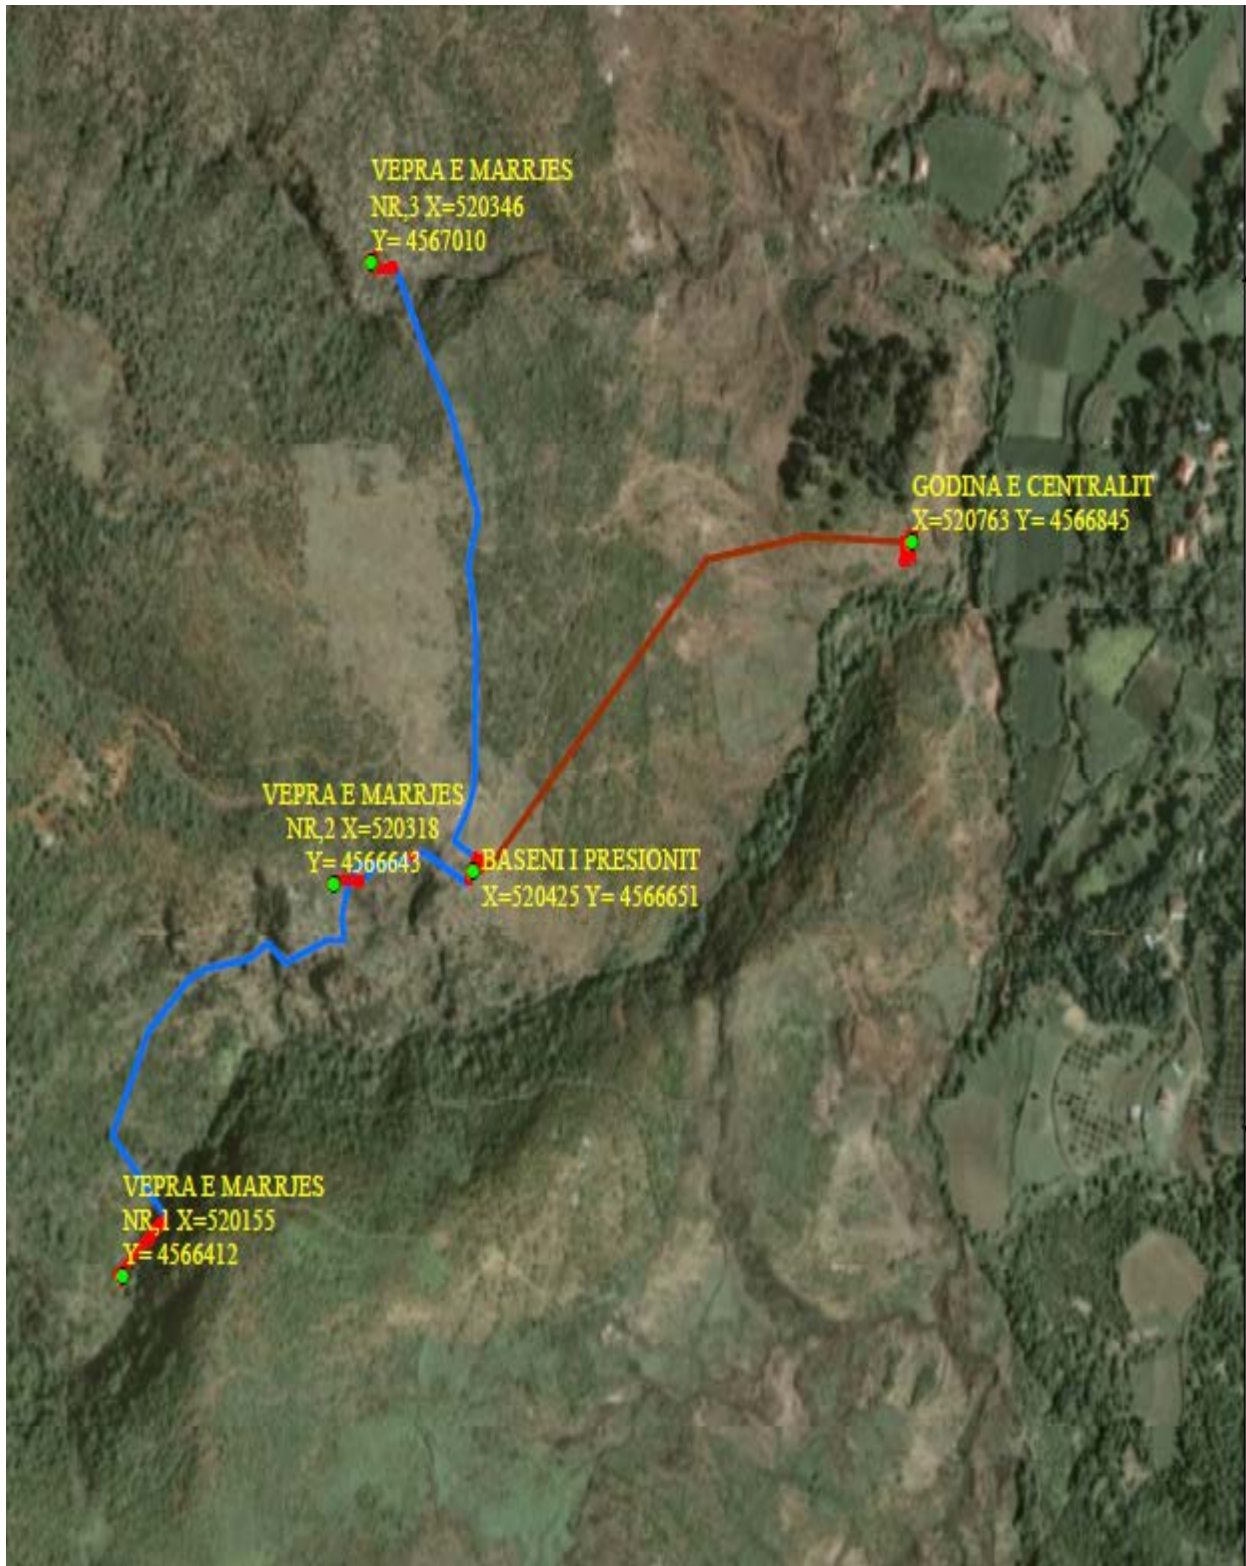 VEPRA E MARRJES
NR,3 X=520346
Y= 4567010
GODINA E CENTRALIT
X=520763 Y= 4566845
VEPRA E MARRJES
NR,2 X=520318
Y= 4566643
BASENI I PRESIONIT
X=520425 Y= 4566651
VEPRA E MARRJES
NR,1 X=520155
Y= 4566412